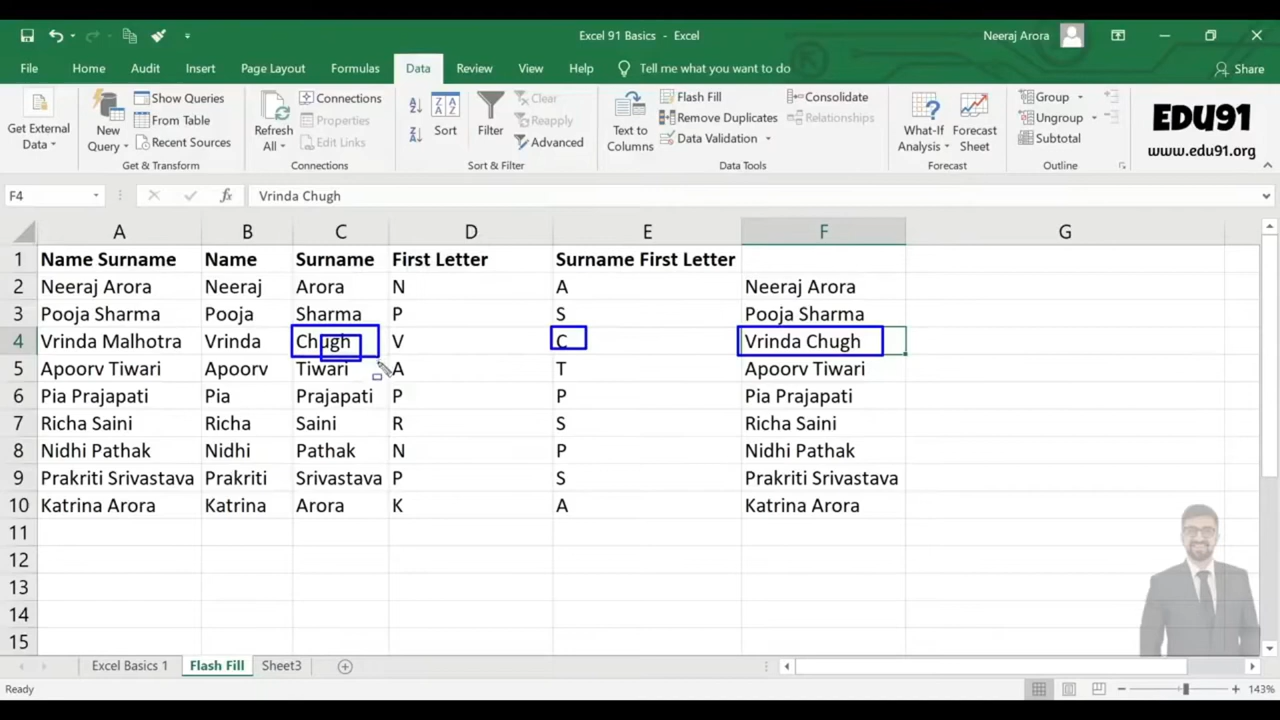 Excel 91 Basics - Excel
Neeraj Arora
File Home Audit Insert Page Layout Formulas Data Review View Help Tell me what you want to do Share
Get External Data
New Query
Show Queries
From Table
Recent Sources
Get & Transform
Refresh All
Connections
Properties
Edit Links
Connections
Sort
Filter
Clear
Reapply
Advanced
Sort & Filter
Text to Columns
Flash Fill
Remove Duplicates
Data Validation
Consolidate
Relationships
Data Tools
What-If Analysis
Forecast Sheet
Forecast
Group
Ungroup
Subtotal
Outline
EDU91
www.edu91.org
F4 fx Vrinda Chugh
A B C D E F G
1 Name Surname Name Surname First Letter Surname First Letter
2 Neeraj Arora Neeraj Arora N A Neeraj Arora
3 Pooja Sharma Pooja Sharma P S Pooja Sharma
4 Vrinda Malhotra Vrinda Chugh V C Vrinda Chugh
5 Apoorv Tiwari Apoorv Tiwari A T Apoorv Tiwari
6 Pia Prajapati Pia Prajapati P P Pia Prajapati
7 Richa Saini Richa Saini R S Richa Saini
8 Nidhi Pathak Nidhi Pathak N P Nidhi Pathak
9 Prakriti Srivastava Prakriti Srivastava P S Prakriti Srivastava
10 Katrina Arora Katrina Arora K A Katrina Arora
11
12
13
14
15
Excel Basics 1 Flash Fill Sheet3
Ready 143%